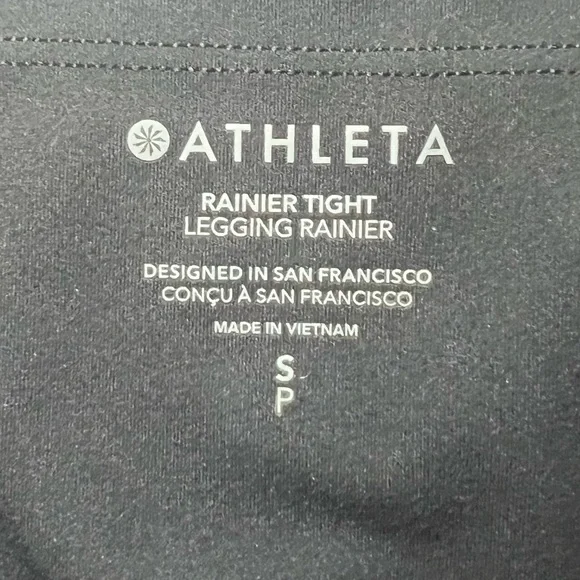 ATHLETA
RAINIER TIGHT
LEGGING RAINIER
DESIGNED IN SAN FRANCISCO
CONÇU À SAN FRANCISCO
MADE IN VIETNAM
S
P